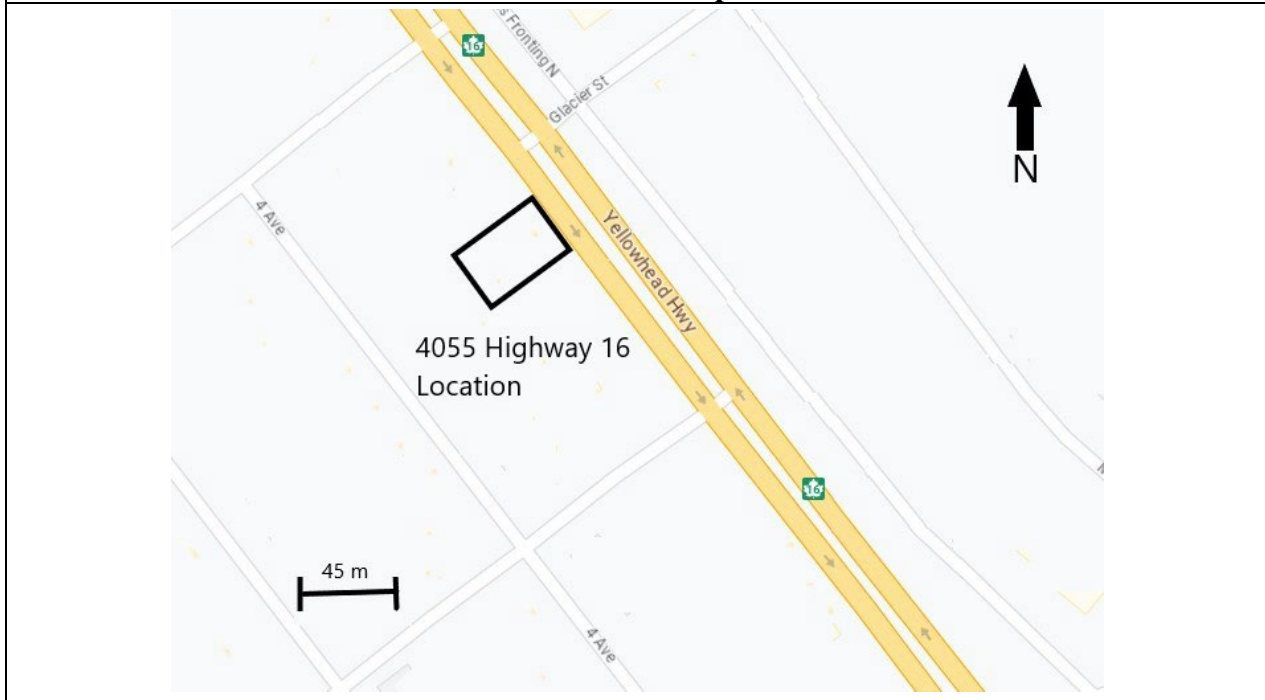 16
s Fronting N
Glacier St
N
4 Ave
Yellowhead Hwy
4055 Highway 16
Location
16
45 m
4 Ave